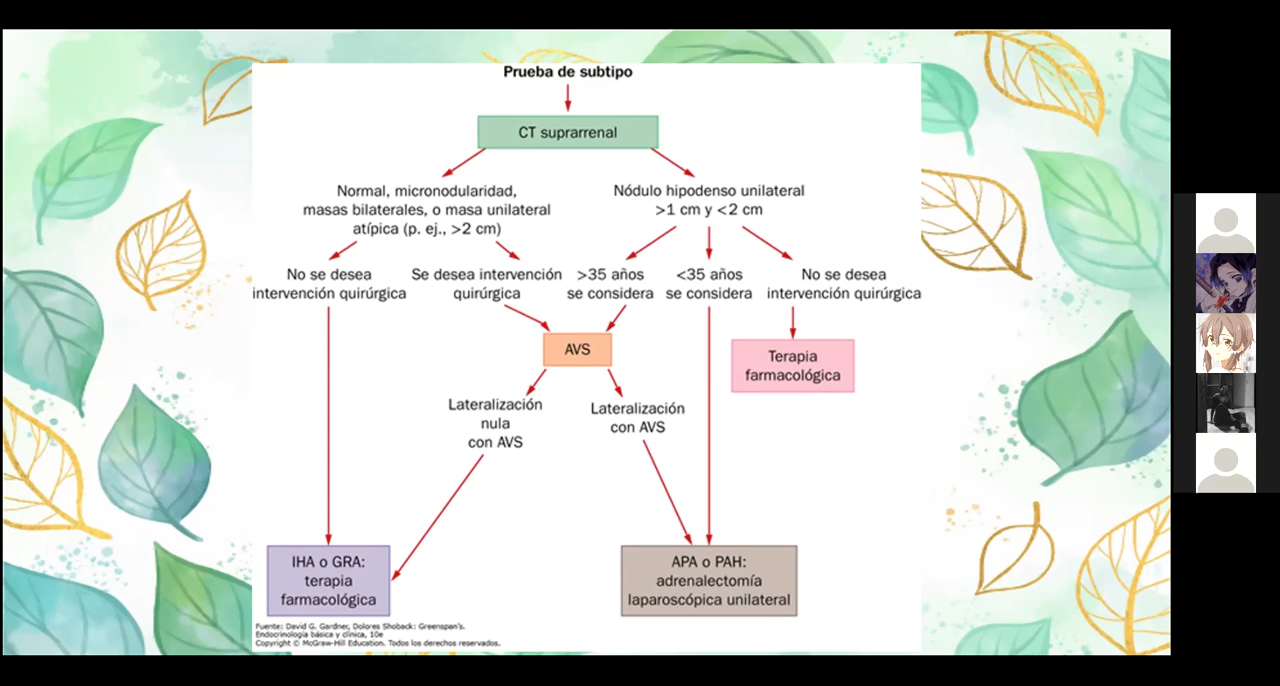 Prueba de subtipo
CT suprarrenal
Normal, micronodularidad,
masas bilaterales, o masa unilateral
atípica (p. ej., >2 cm)
Nódulo hipodenso unilateral
>1 cm y <2 cm
No se desea
intervención quirúrgica
Se desea intervención
quirúrgica
>35 años
se considera
<35 años
se considera
No se desea
intervención quirúrgica
AVS
Terapia
farmacológica
Lateralización
nula
con AVS
Lateralización
con AVS
IHA o GRA:
terapia
farmacológica
APA o PAH:
adrenalectomía
laparoscópica unilateral
Fuente: David G. Gardner, Dolores Shoback: Greenspan's.
Endocrinología básica y clínica, 10e
Copyright © McGraw-Hill Education. Todos los derechos reservados.